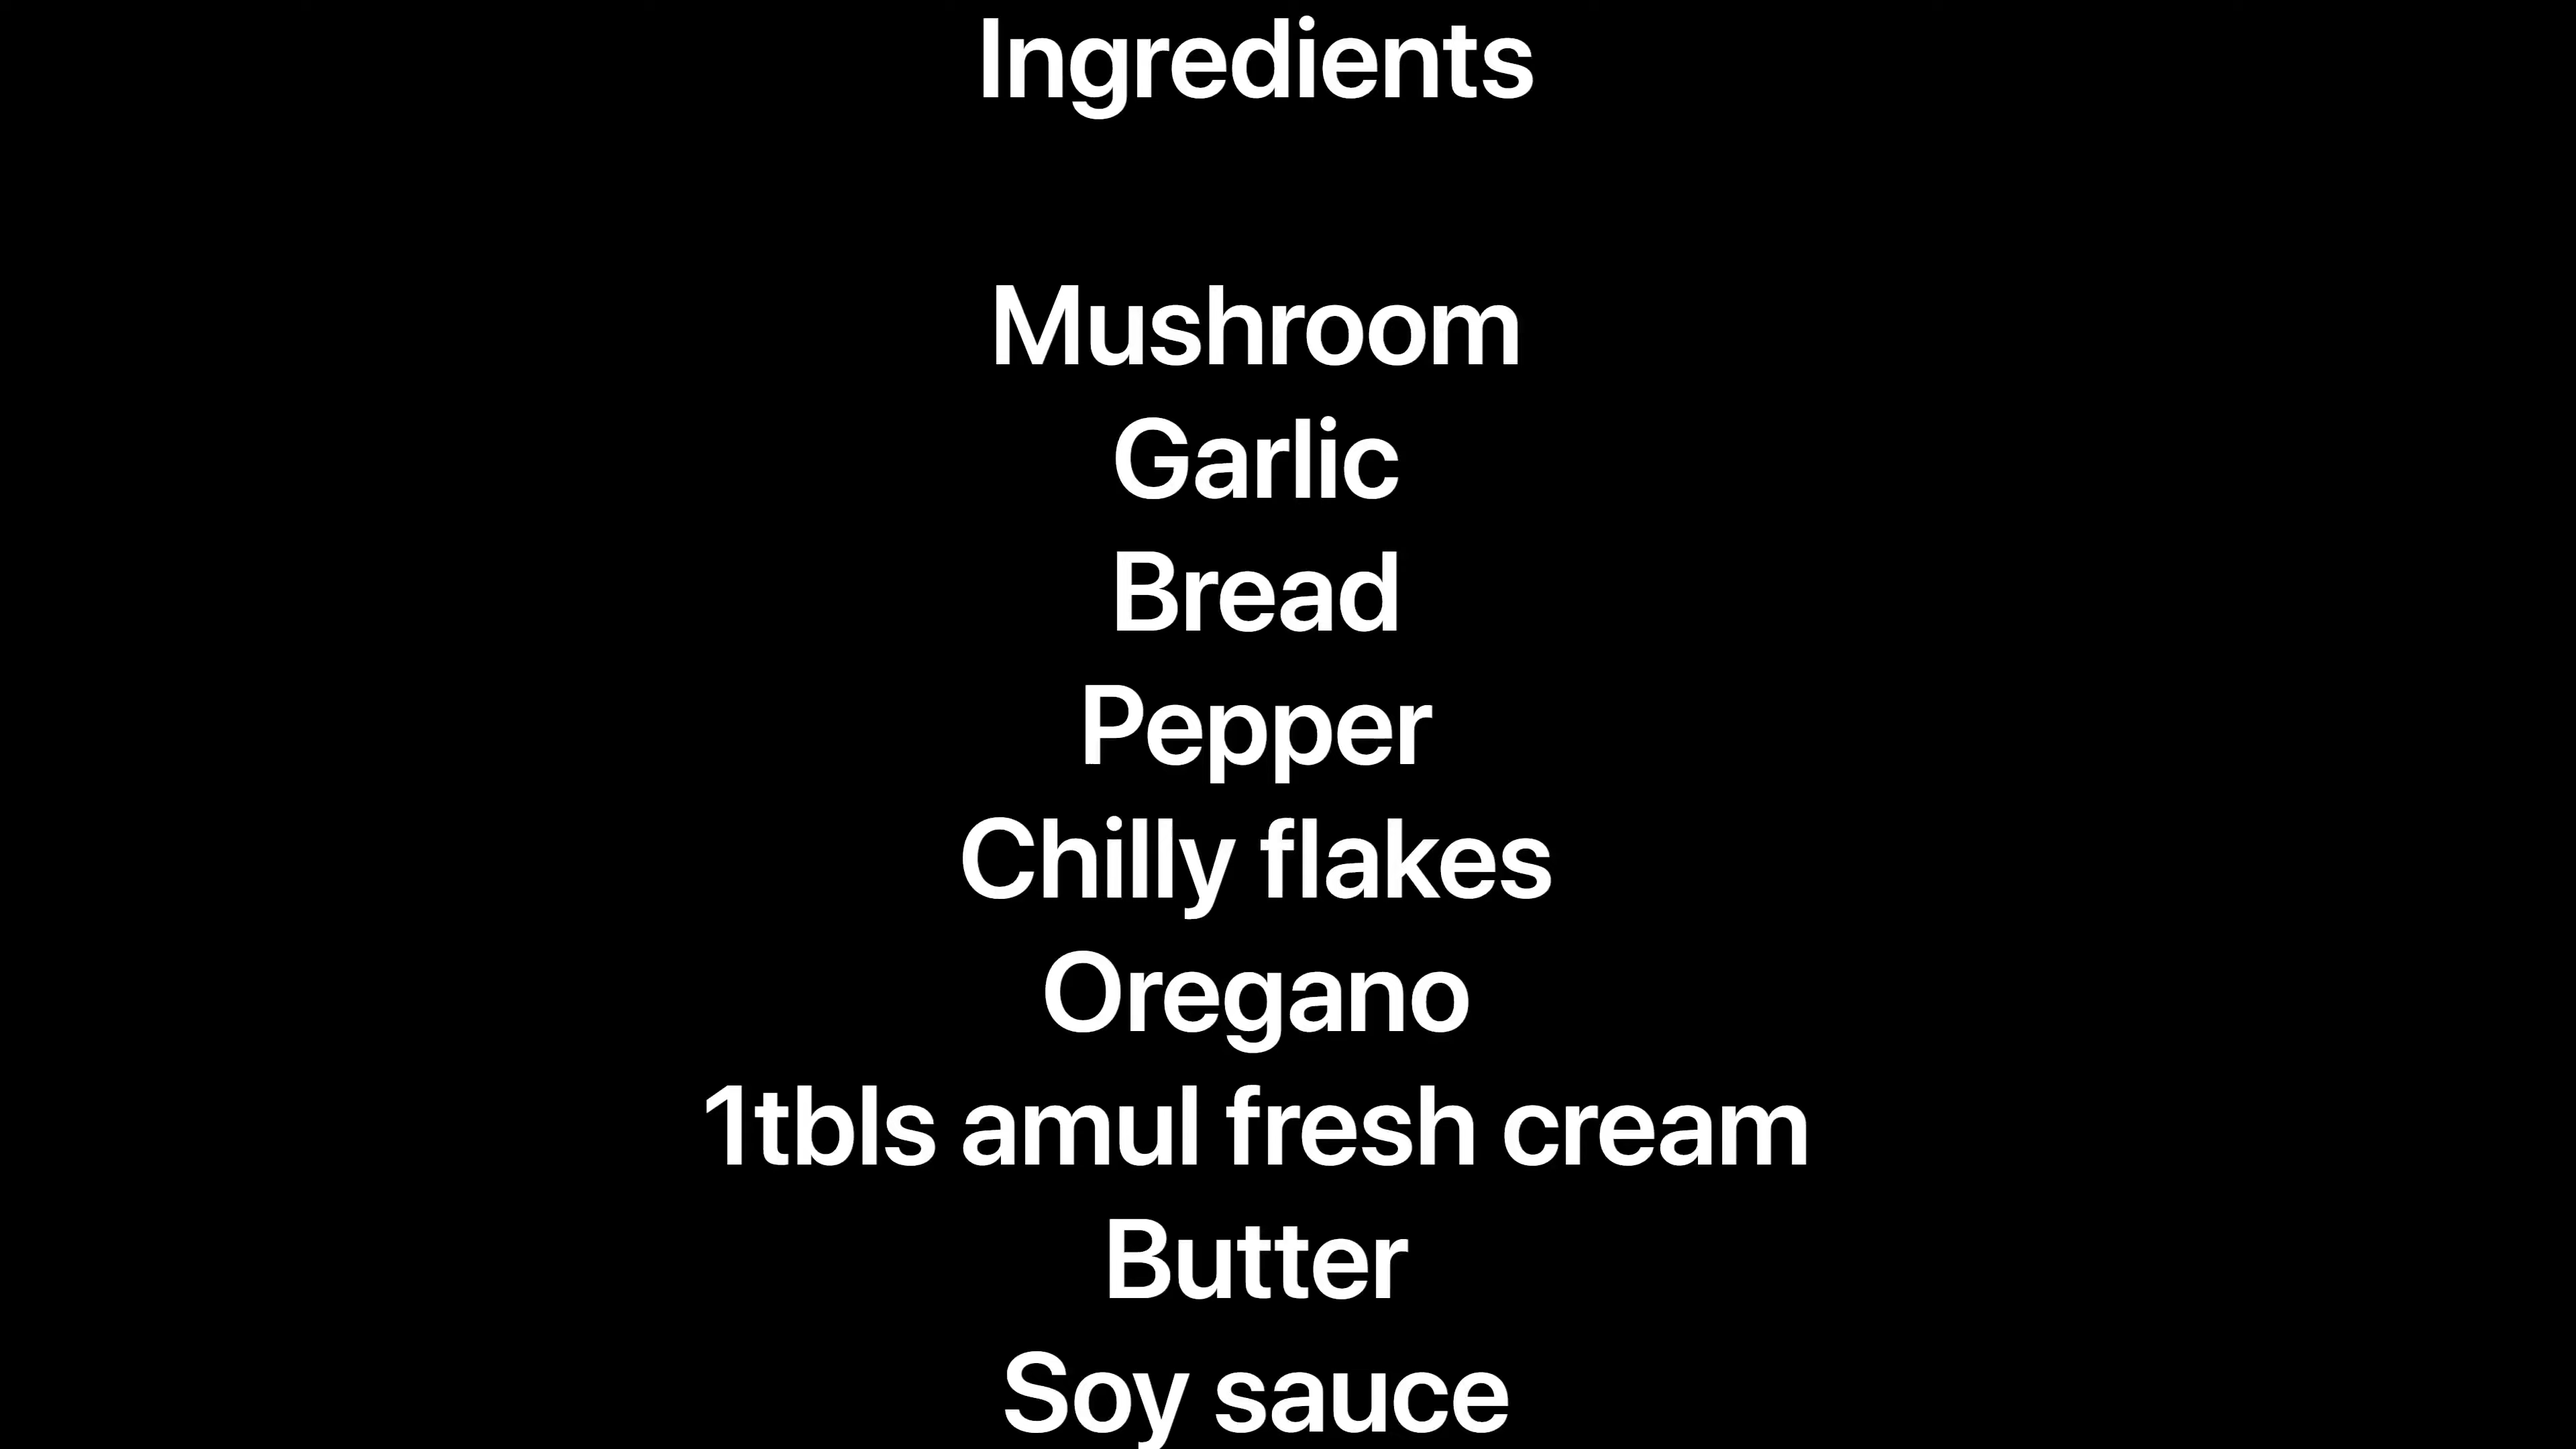 Ingredients
Mushroom
Garlic
Bread
Pepper
Chilly flakes
Oregano
1tbls amul fresh cream
Butter
Soy sauce